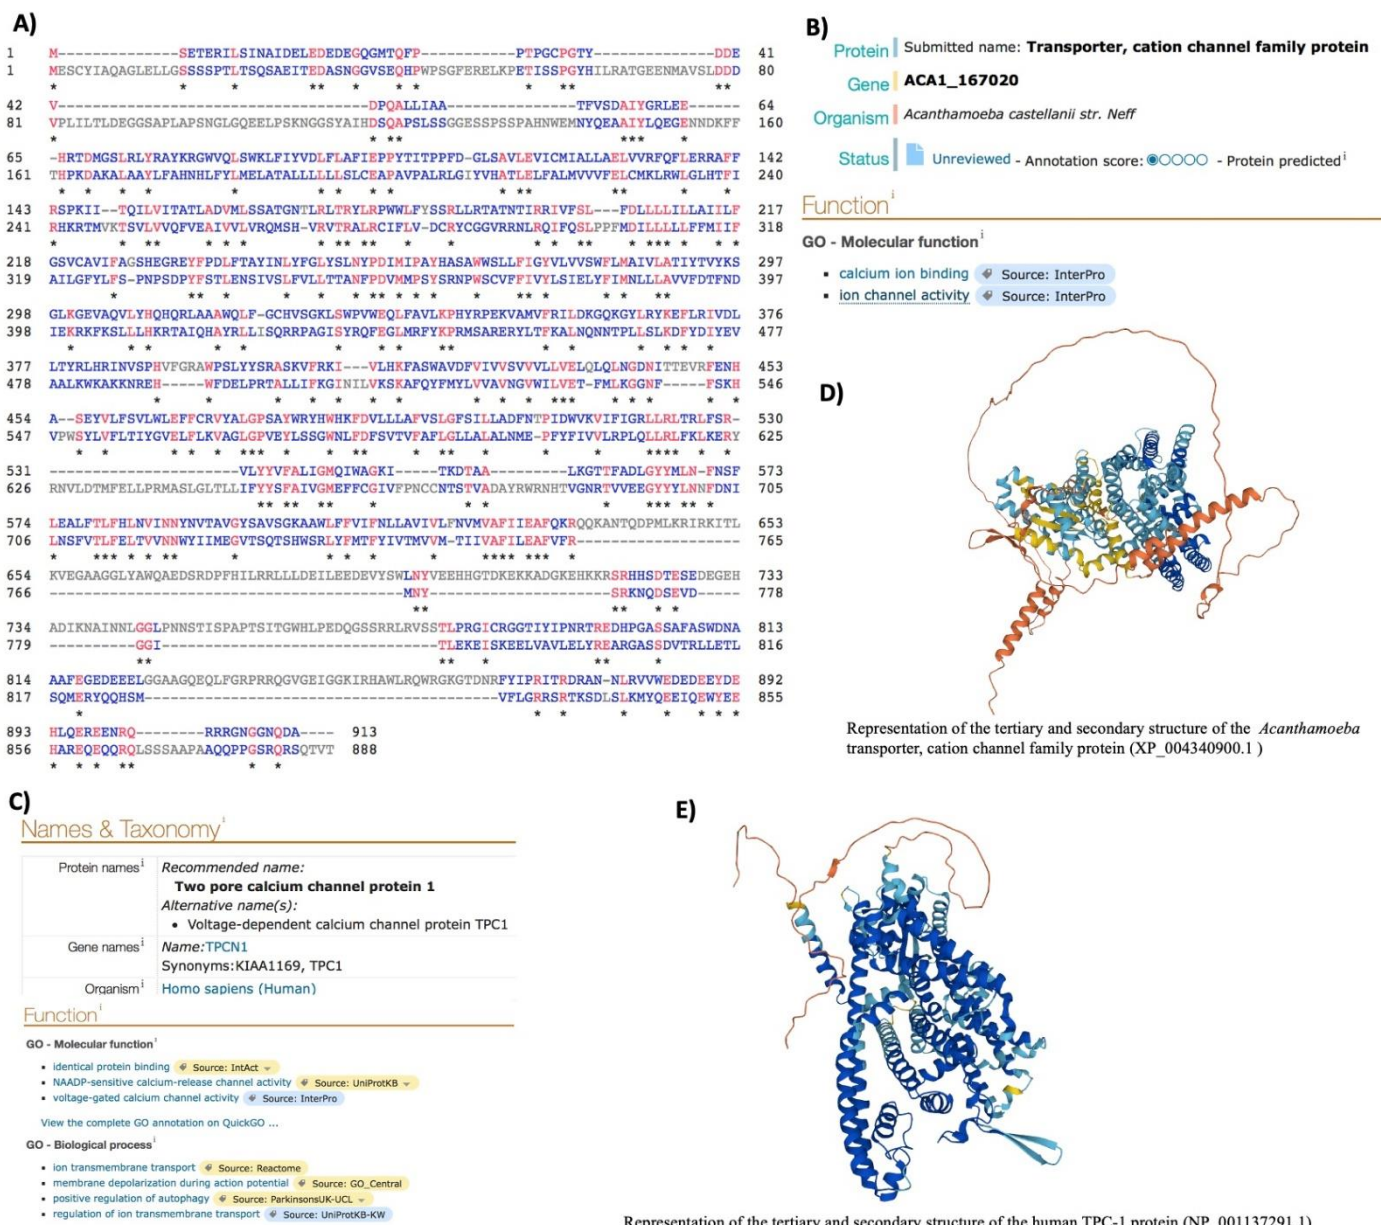 A)
1 M---------------SETERILSINAIDELEDEDEGQGMTQFP-----------PTPGCPGTY--------------DDE 41
1 MESCYIAQAGLELLGSSSSPTLTSQSAEITEDASNGGVSEQHPWPSGFERELKPETISSPGYHILRATGEENMAVSLDDD 80
42 V------------------------------------DPQALLIAA---------------TFVSDAIYGRLEE------ 64
81 VPLILTLDEGGSAPLAPSNGLGQEELPSKNGGSYAIHDSQAPSLSSGGESSPSSPAHNWEMNYQEAAIYLQEGENNDKFF 160
65 -HRTDMGSLRLYRAYKRGWVQLSWKLFIYVDLFLAFIEPPYTITPPFD-GLSAVLEVICMIALLAELVVRFQFLERRAFF 142
161 THPKDAKALAAYLFAHNHLFYLMELATALLLLLLSLCEAPAVPALRLGIYVHATLELFALMVVFELCMKLRWLGLHTFI 240
143 RSPKII--TQILVITATLADVMLSSATGNTLRLTRYLRPWWLFYSSRLLRTATNTIRRIVFSL---FDLLLLILLAIILF 217
241 RHKRTMVKTSVLVVQFVEAIVVLVRQMSH-VRVTRALRCIFLV-DCRYCGGVRRNLRQIFQSLPPFMDILLLLLFFMIIF 318
218 GSVCAVIFAGSHEGREYFPDLFTAYINLYFGLYSLNYPDIMIPAYHASAWWSLLFIGYLVVSWFLMAIVLATIYTVYKS 297
319 AILGFYLFS-PNPSDPYFSTLENSIVSLFVLLTTANFPDVMMPSYSRNPWSCVFFIVYLSIELYFIMNLLLAVVFDTFND 397
298 GLKGEVAQVLYHQHQRLAAAWQLF-GCHVSGKLSWPVWEQLFAVLKPHYRPEKVAMVFRILDKGQKGYLRYKEFLRIVDL 376
398 IEKRKFKSLLLHKRTAIQHAYRLLISQRRPAGISYRQFEGLMRFYKPRMSARERYLTFKALNQNNTPLLSLKDFYDIYEV 477
377 LTYRLHRINVSPHVFGRAWPSLYYSRASKVFRKI---VLHKFASWAVDFVIVVSVVVLLVELQLQLNGDNITTEVRFENH 453
478 AALKWKAKKNREH-----WFDELPRTALLIFKGINILVKSKAFQYFMYLVVAVNGVWILVET-FMLKGGNF-----FSKH 546
454 A--SEYVLFSVLWLEFFCRVYALGPSAYWRYHWHKFDVLLLAFVSLGFSILLADFNTPIDWVKVIFIGRLLRLTRLFSR- 530
547 VPWSYLVFLTIYGVELFLKVAGLGPVEYLSSGWNLFDFSVTVFAFLGLLALALNME-PFYFIVVLRPLQLLRLFKLKERY 625
531 ----------------------VLYYVFALIGMQIWAGKI-----TKDTAA---------LKGTTFADLGYYMLN-FNSF 573
626 RNVLDTMFELLPRMASLGLTLLIFYYSFAIVGMEFFCGIVFPNCCNTSTVADAYRWRNHTVGNRTVVEEGYYYLNNFDNI 705
574 LEALFTLFHLNVINNYNVTAVGYSAVSGKAAWLFFVIFNLLAVIVLFNVMVAFIIEAFQKRQQKANTQDPMLKRIRKITL 653
706 LNSFVTLFELTVVNNWYIIMEGVTSQTSHWSRLYFMTFYIVTMVVM-TIIVAFILEAFVFR------------------- 765
654 KVEGAAGGLYAWQAEDSRDPFHILRRLLLDEILEEDEVYSWLNYVEEHHGTDKEKKADGKEHKKRSRHHSDTESEDEGEH 733
766 -----------------------------------------MNY---------------------SRKNQDSEVD----- 778
734 ADIKNAINNLGGLPNNSTISPAPTSITGWHLPEDQGSSRRLRVSSTLPRGICRGGTIYIPNRTREDHPGASSAFASWDNA 813
779 ----------GGI--------------------------------TLEKEISKEELVAVLELYREARGASSDVTRLLETL 816
814 AAFEGEDEEELGGAAGQEQLFGRPRRQGVGEIGGKIRHAWLRQWRGKGTDNRFYIPRITRDRAN-NLRVVWEDEDEEYDE 892
817 SQMERYQQHSM-----------------------------------------VFLGRRSRTKSDLSLKMYQEEIQEWYEE 855
893 HLQEREENRQ--------RRRGNGGNQDA---- 913
856 HAREQEQQRQLSSSAAPAAQQPPGSRQRSQTVT 888
B)
Protein Submitted name: Transporter, cation channel family protein
Gene ACA1_167020
Organism Acanthamoeba castellanii str. Neff
Status Unreviewed - Annotation score: - Protein predicted i
Function i
GO - Molecular function i
calcium ion binding Source: InterPro
ion channel activity Source: InterPro
D)
Representation of the tertiary and secondary structure of the Acanthamoeba
transporter, cation channel family protein (XP_004340900.1 )
C)
Names & Taxonomy i
Protein names i Recommended name:
Two pore calcium channel protein 1
Alternative name(s):
• Voltage-dependent calcium channel protein TPC1
Gene names i Name:TPCN1
Synonyms:KIAA1169, TPC1
Organism i Homo sapiens (Human)
Function i
GO - Molecular function i
identical protein binding Source: IntAct
NAADP-sensitive calcium-release channel activity Source: UniProtKB
voltage-gated calcium channel activity Source: InterPro
View the complete GO annotation on QuickGO ...
GO - Biological process i
ion transmembrane transport Source: Reactome
membrane depolarization during action potential Source: GO_Central
positive regulation of autophagy Source: ParkinsonsUK-UCL
regulation of ion transmembrane transport Source: UniProtKB-KW
E)
Representation of the tertiary and secondary structure of the human TPC-1 protein (NP_001137291.1)